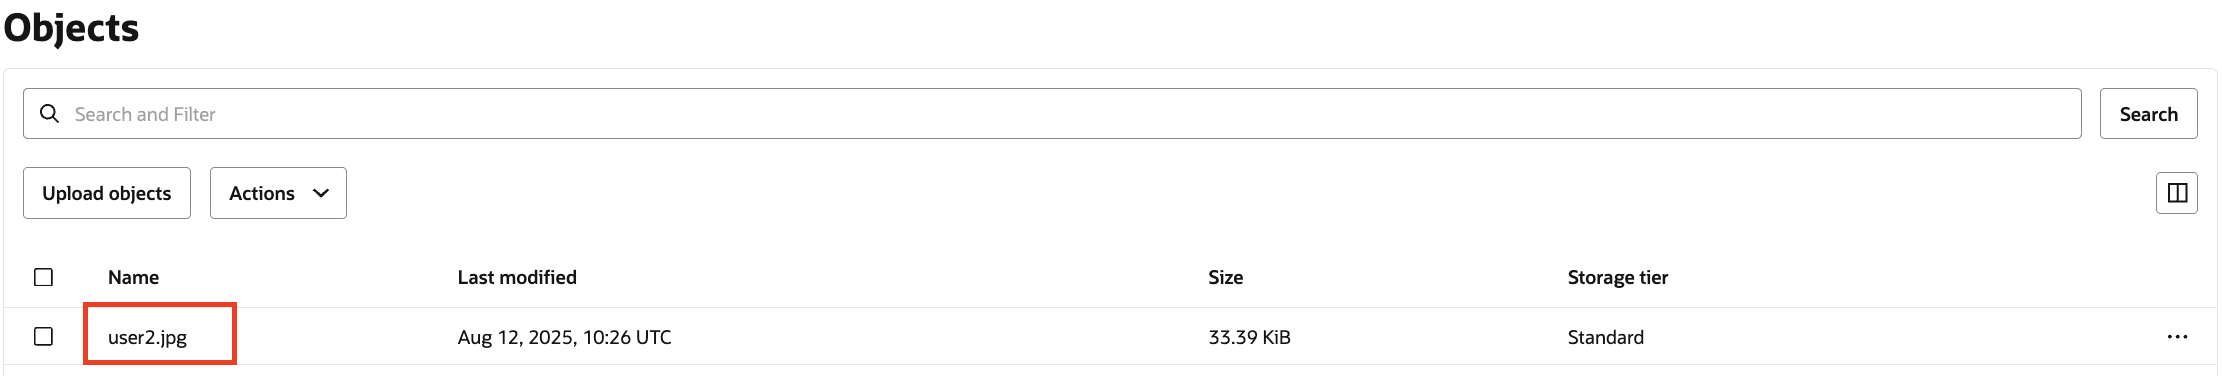 Objects
Search and Filter
Search
Upload objects
Actions
Name Last modified Size Storage tier
user2.jpg Aug 12, 2025, 10:26 UTC 33.39 KiB Standard